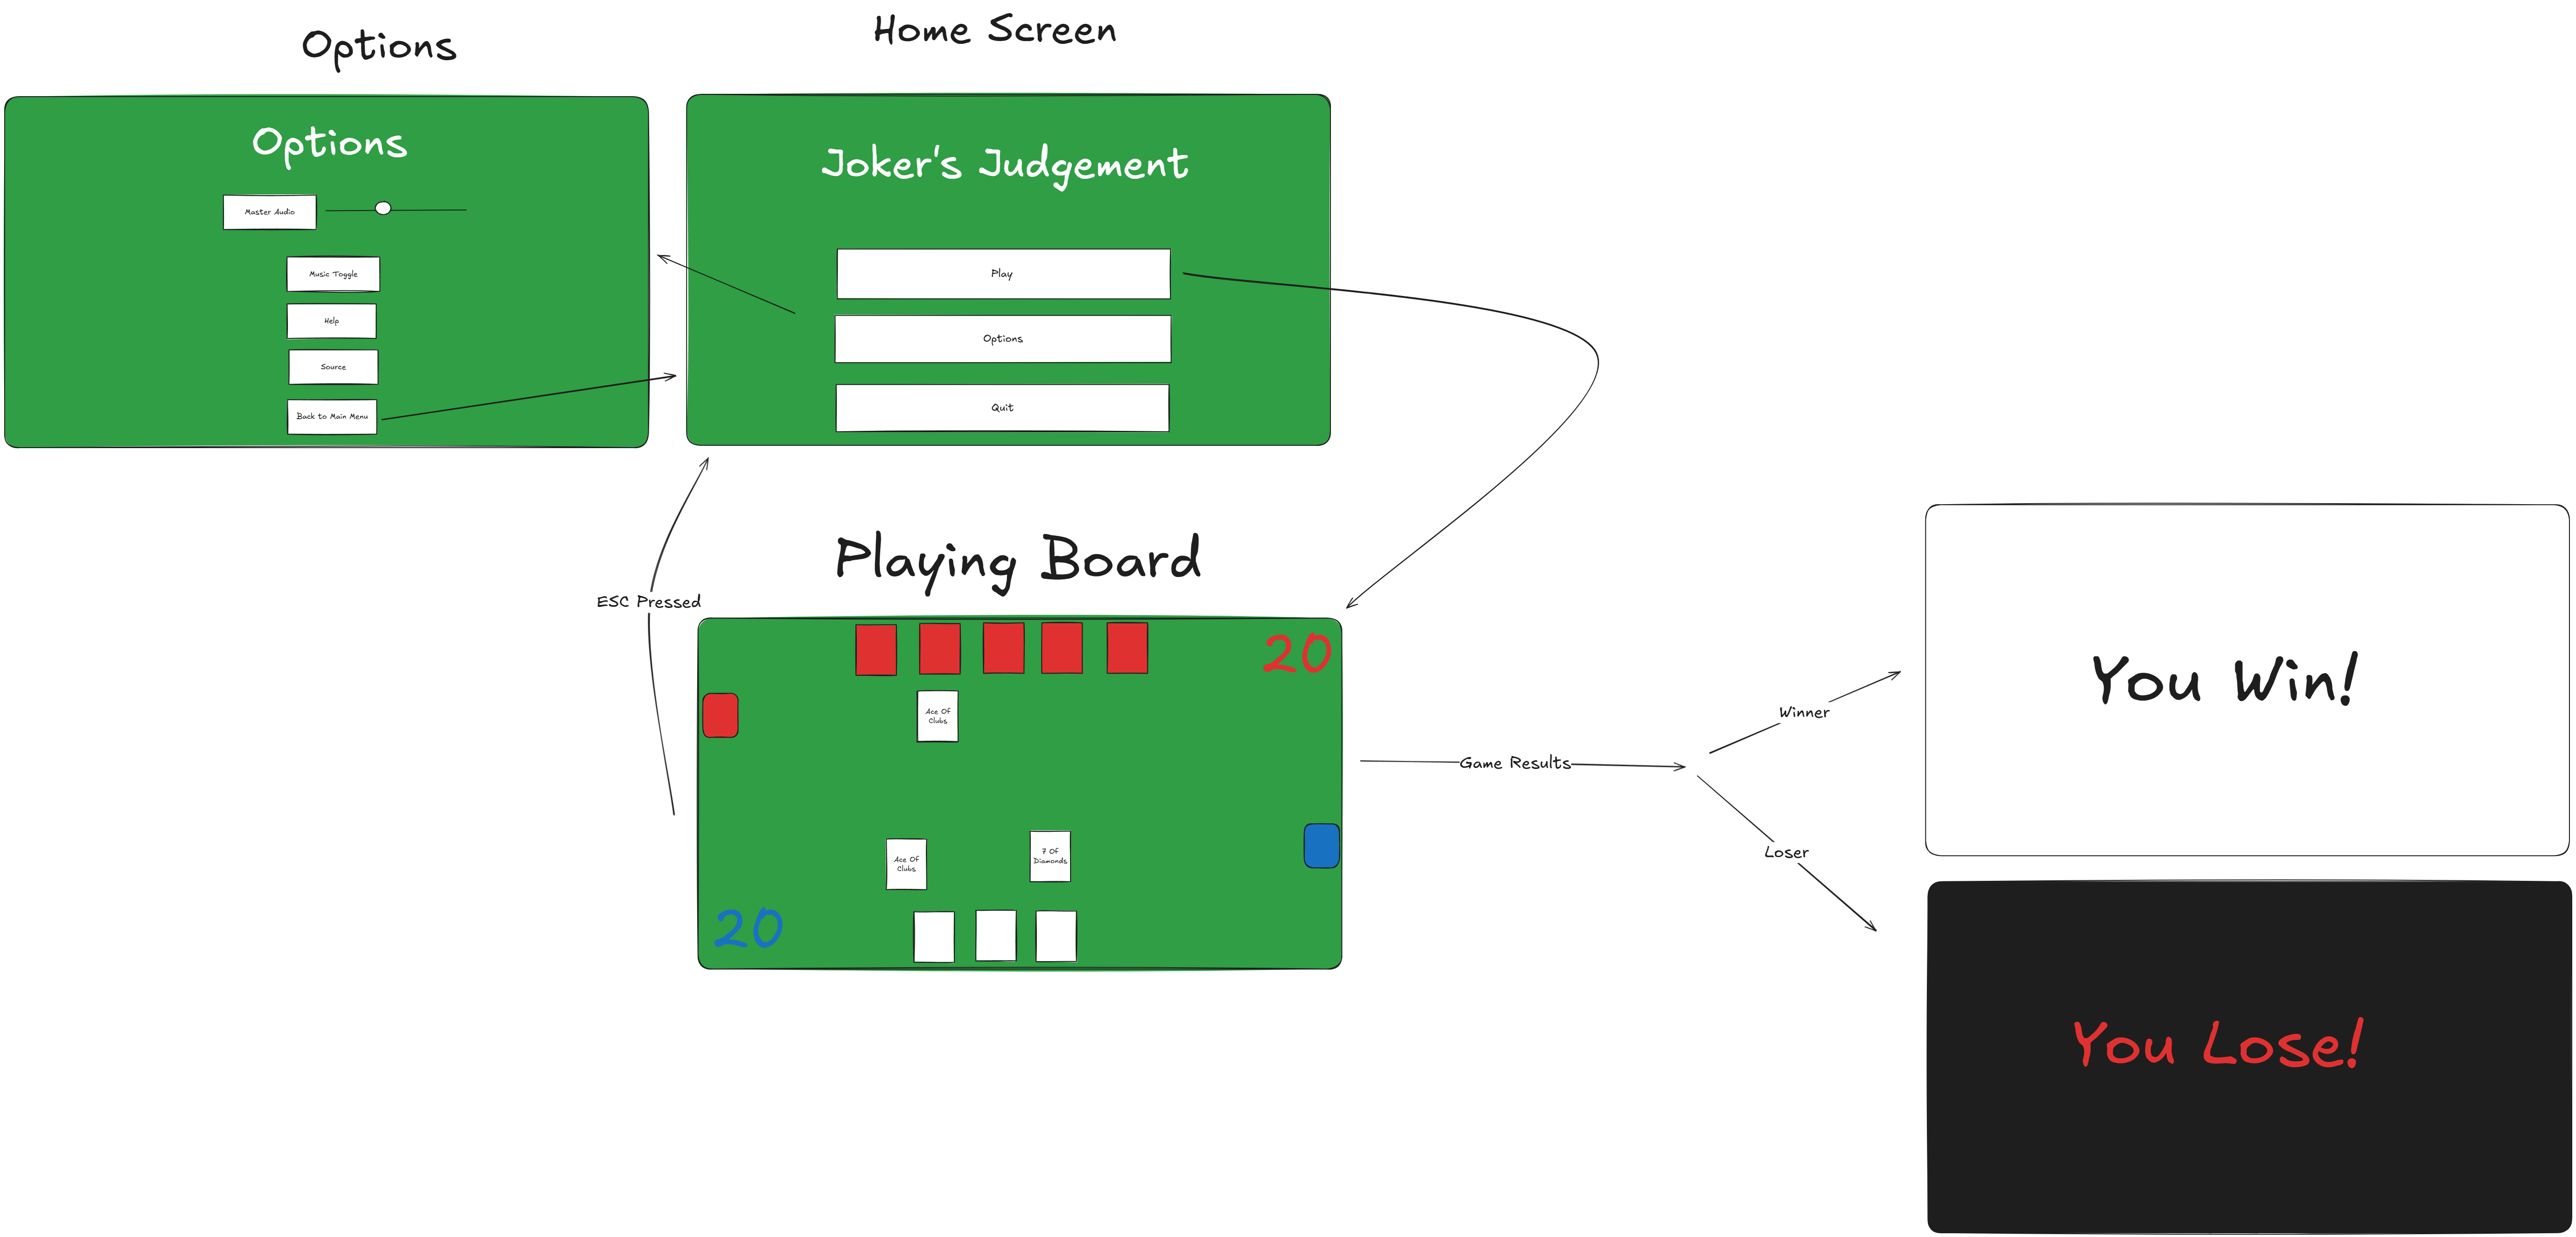 Options
Home Screen
Options
Master Audio
Music Toggle
Help
Source
Back to Main Menu
Joker's Judgement
Play
Options
Quit
ESC Pressed
Playing Board
20
Ace Of
Clubs
Ace Of
Clubs
7 Of
Diamonds
20
Game Results
Winner
Loser
You Win!
You Lose!